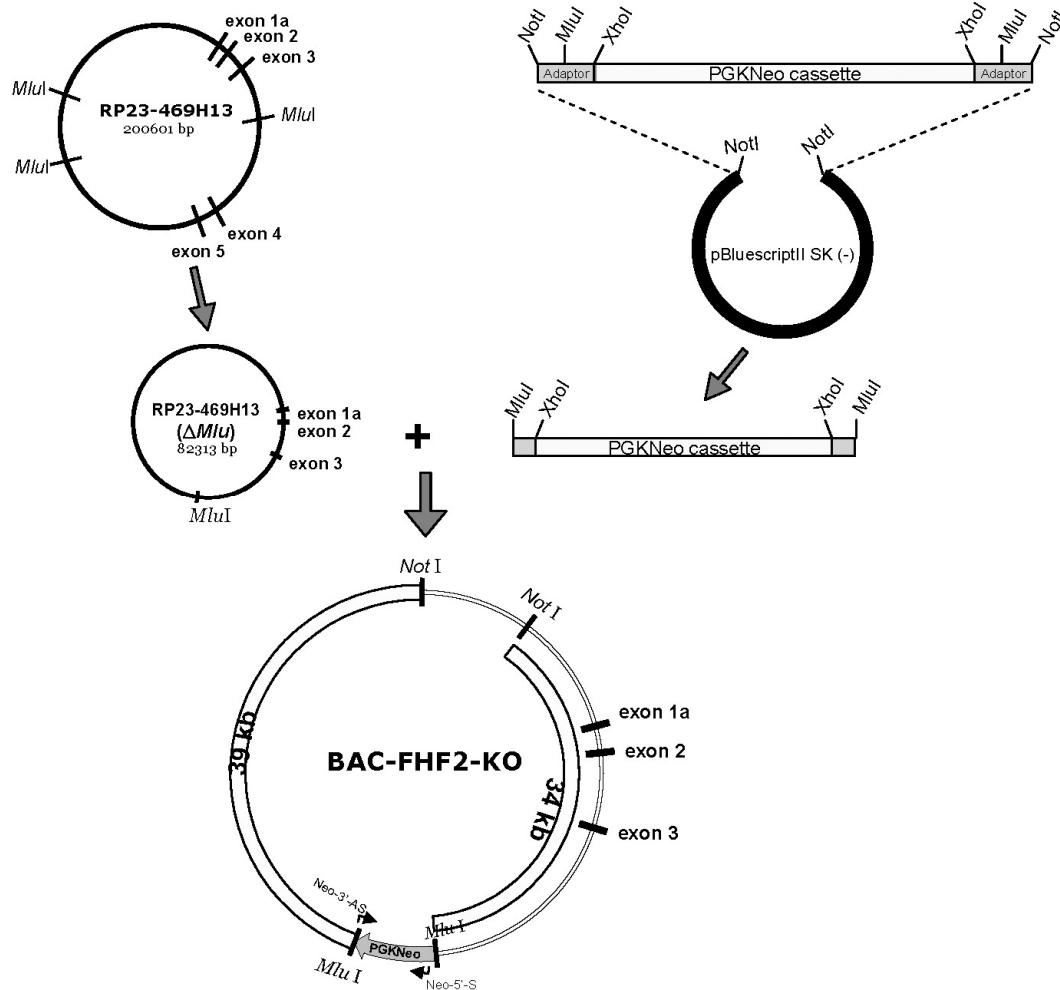 exon 1a
exon 2
exon 3
MluI
RP23-469H13
200601 bp
MluI
MluI
exon 4
exon 5
NotI
MluI
XhoI
XhoI
MluI
NotI
Adaptor
PGKNeo cassette
Adaptor
NotI
NotI
pBluescriptII SK (-)
RP23-469H13
(ΔMlu)
82313 bp
exon 1a
exon 2
exon 3
MluI
+
MluI
XhoI
XhoI
MluI
PGKNeo cassette
Not I
Not I
exon 1a
exon 2
exon 3
39 kb
BAC-FHF2-KO
34 kb
Neo-3'-AS
Mlu I
PGKNeo
Mlu I
Neo-5'-S